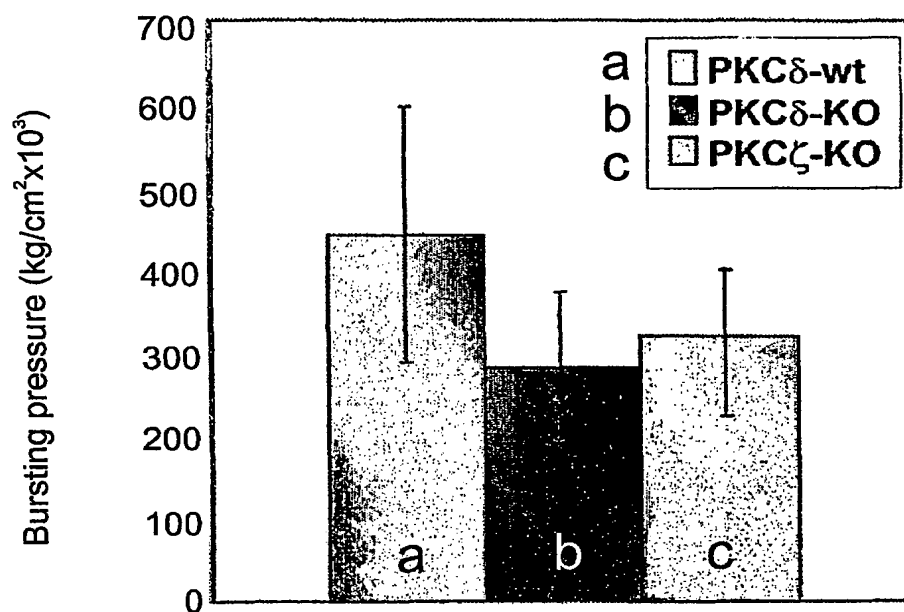 Bursting pressure (kg/cm²x10³)
700
600
500
400
300
200
100
0
a
b
c
a PKCδ-wt
b PKCδ-KO
c PKCζ-KO